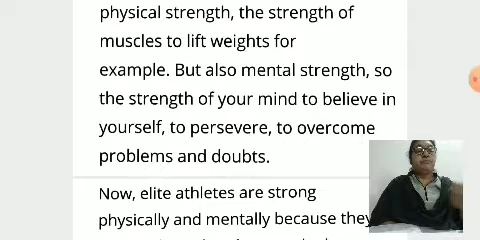 physical strength, the strength of
muscles to lift weights for
example. But also mental strength, so
the strength of your mind to believe in
yourself, to persevere, to overcome
problems and doubts.
Now, elite athletes are strong
physically and mentally because they